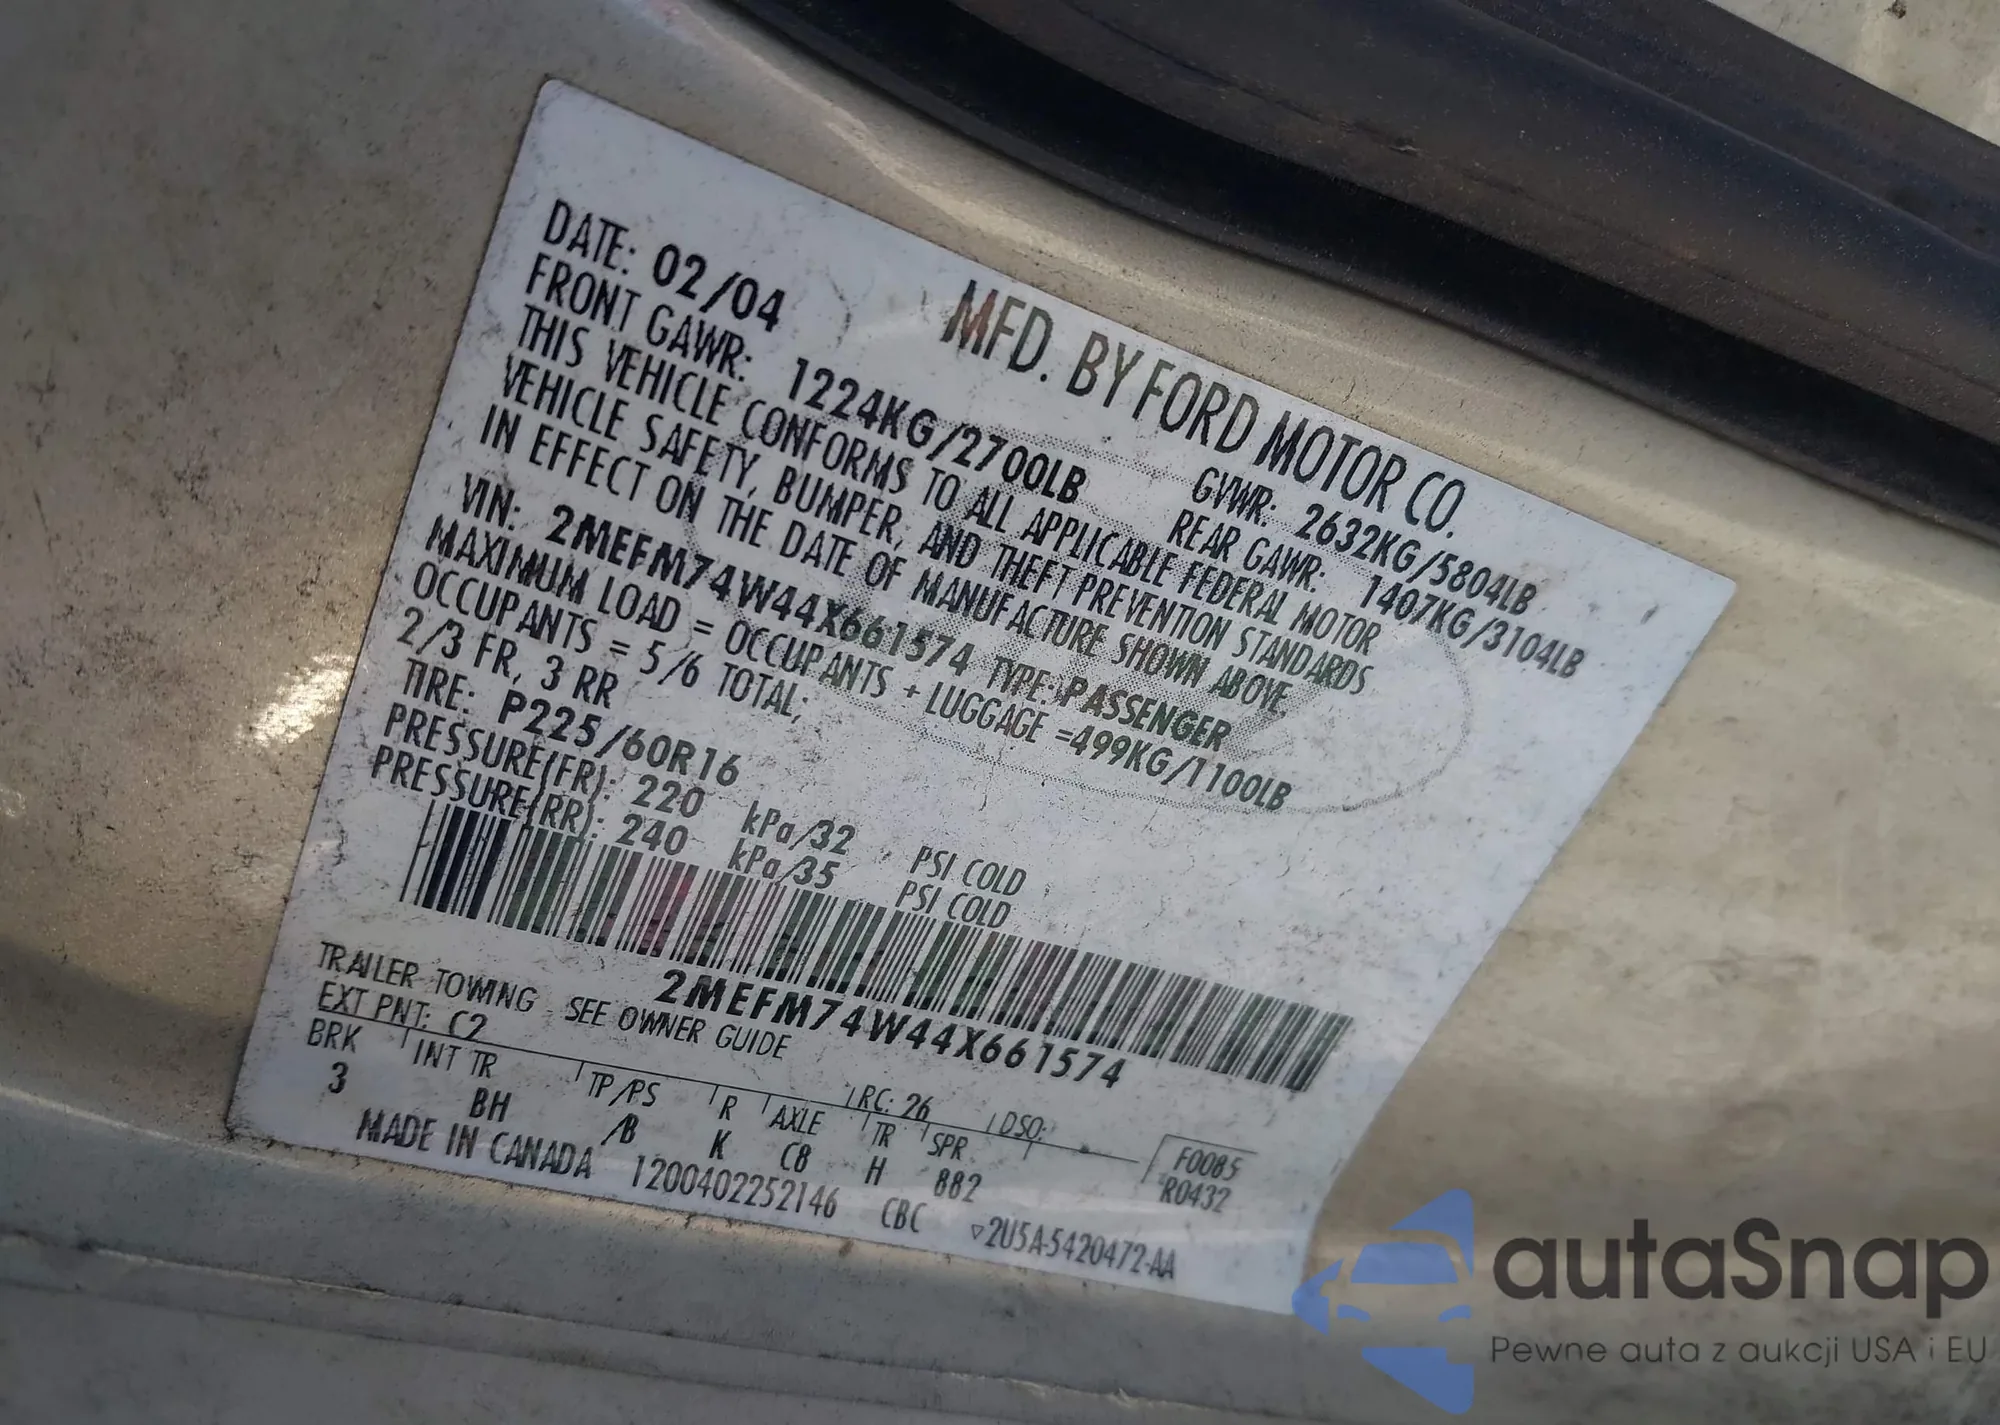 MFD. BY FORD MOTOR CO.
DATE: 02/04 GVWR: 2632KG/5804LB
FRONT GAWR: 1224KG/2700LB REAR GAWR: 1407KG/3104LB
THIS VEHICLE CONFORMS TO ALL APPLICABLE FEDERAL MOTOR
VEHICLE SAFETY, BUMPER, AND THEFT PREVENTION STANDARDS
IN EFFECT ON THE DATE OF MANUFACTURE SHOWN ABOVE.
VIN: 2MEFM74W44X661574 TYPE: PASSENGER
MAXIMUM LOAD = OCCUPANTS + LUGGAGE =499KG/1100LB
OCCUPANTS = 5/6 TOTAL;
2/3 FR, 3 RR
TIRE: P225/60R16
PRESSURE(FR): 220 kPa/32 PSI COLD
PRESSURE(RR): 240 kPa/35 PSI COLD
2MEFM74W44X661574
TRAILER TOWING SEE OWNER GUIDE
EXT PNT: C2 RC: 26 DSO:
BRK INT TR TP/PS R AXLE TR SPR F0085
3 BH /B K C8 H 882 R0432
MADE IN CANADA 1200402252146 CBC ▽2U5A-5420472-AA
autaSnap
Pewne auta z aukcji USA i EU